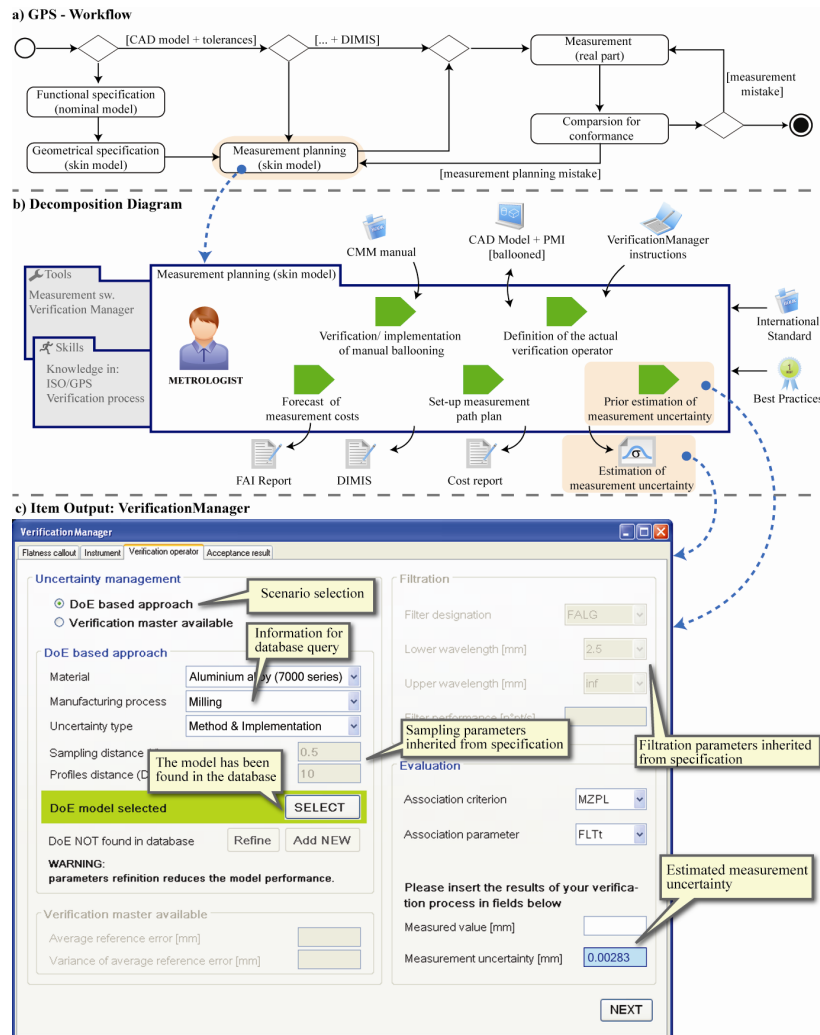 a) GPS - Workflow
[CAD model + tolerances]
[... + DIMIS]
Measurement
(real part)
[measurement
mistake]
Functional specification
(nominal model)
Comparsion for
conformance
Geometrical specification
(skin model)
Measurement planning
(skin model)
[measurement planning mistake]
b) Decomposition Diagram
CMM manual
CAD Model + PMI
[ballooned]
VerificationManager
instructions
Tools
Measurement sw.
Verification Manager
Measurement planning (skin model)
Skills
Knowledge in:
ISO/GPS
Verification process
METROLOGIST
Verification/ implementation
of manual ballooning
Definition of the actual
verification operator
International
Standard
Forecast of
measurement costs
Set-up measurement
path plan
Prior estimation of
measurement uncertainty
Best Practices
FAI Report
DIMIS
Cost report
σ
Estimation of
measurement uncertainty
c) Item Output: VerificationManager
VerificationManager
Flatness callout
Instrument
Verification operator
Acceptance result
Uncertainty management
DoE based approach
Verification master available
Scenario selection
Information for
database query
DoE based approach
Material
Aluminium alloy (7000 series)
Manufacturing process
Milling
Uncertainty type
Method & Implementation
Sampling distance
0.5
Profiles distance (D
10
Sampling parameters
inherited from specification
The model has been
found in the database
DoE model selected
SELECT
DoE NOT found in database
Refine
Add NEW
WARNING:
parameters refinition reduces the model performance.
Verification master available
Average reference error [mm]
Variance of average reference error [mm]
Filtration
Filter designation
FALG
Lower wavelength [mm]
2.5
Upper wavelength [mm]
inf
Filter performance [n°pt/s]
Filtration parameters inherited
from specification
Evaluation
Association criterion
MZPL
Association parameter
FLTt
Estimated measurement
uncertainty
Please insert the results of your verifica-
tion process in fields below
Measured value [mm]
Measurement uncertainty [mm]
0.00283
NEXT